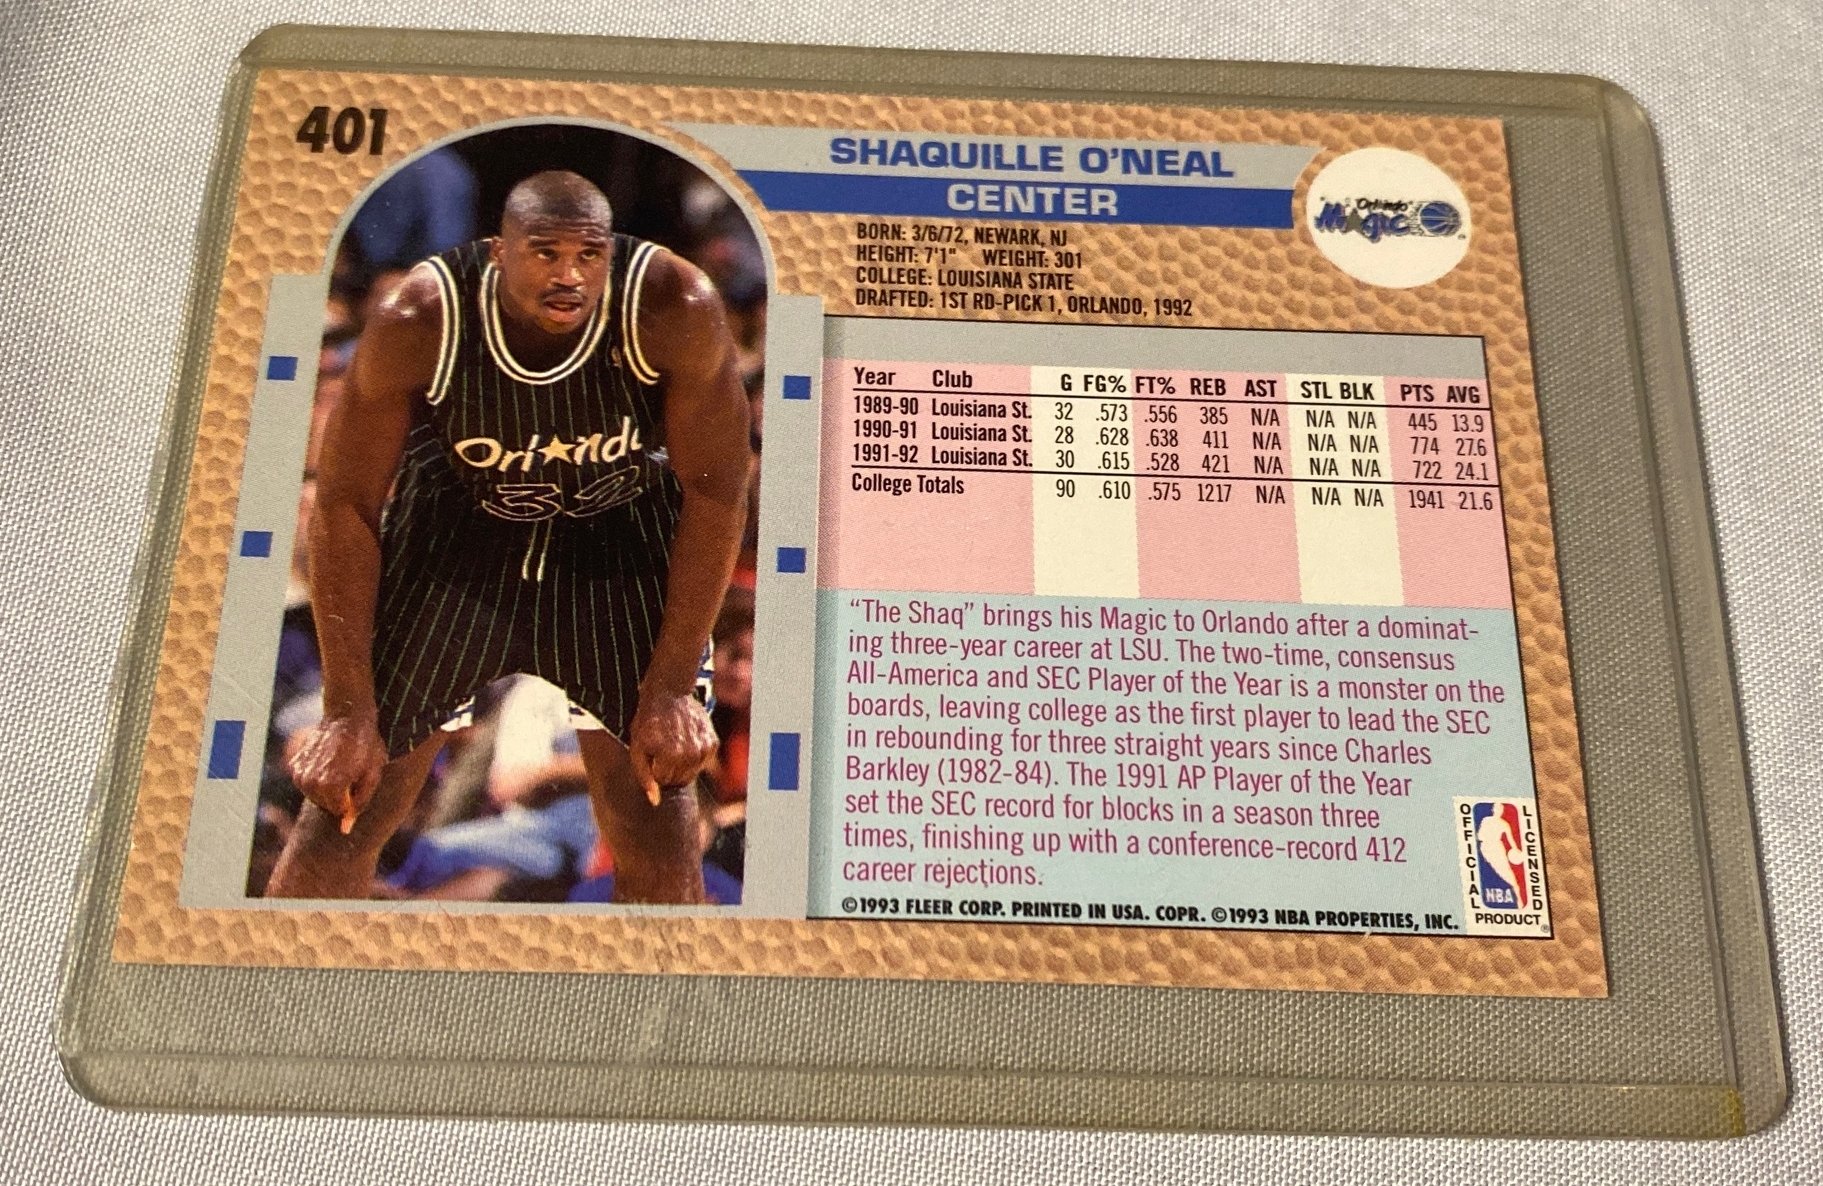 401
SHAQUILLE O'NEAL
CENTER
Orlando
Magic
BORN: 3/6/72, NEWARK, NJ
HEIGHT: 7'1" WEIGHT: 301
COLLEGE: LOUISIANA STATE
DRAFTED: 1ST RD-PICK 1, ORLANDO, 1992
Orlando
32
Year Club G FG% FT% REB AST STL BLK PTS AVG
1989-90 Louisiana St. 32 .573 .556 385 N/A N/A N/A 445 13.9
1990-91 Louisiana St. 28 .628 .638 411 N/A N/A N/A 774 27.6
1991-92 Louisiana St. 30 .615 .528 421 N/A N/A N/A 722 24.1
College Totals 90 .610 .575 1217 N/A N/A N/A 1941 21.6
“The Shaq” brings his Magic to Orlando after a dominat-
ing three-year career at LSU. The two-time, consensus
All-America and SEC Player of the Year is a monster on the
boards, leaving college as the first player to lead the SEC
in rebounding for three straight years since Charles
Barkley (1982-84). The 1991 AP Player of the Year
set the SEC record for blocks in a season three
times, finishing up with a conference-record 412
career rejections.
OFFICIAL
LICENSED
NBA
PRODUCT®
©1993 FLEER CORP. PRINTED IN USA. COPR. ©1993 NBA PROPERTIES, INC.